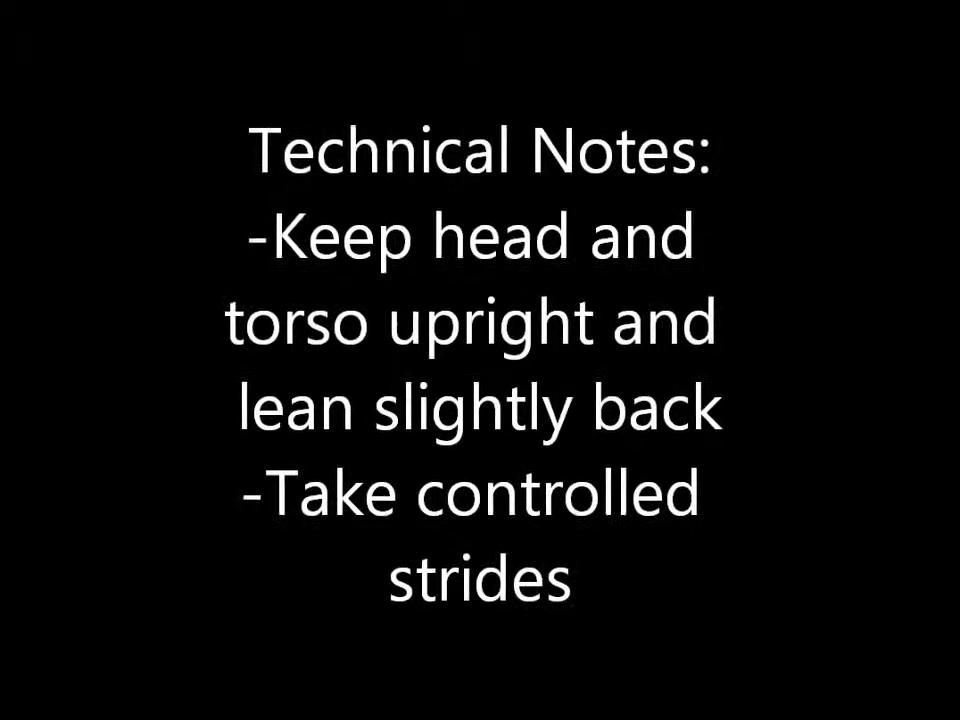 Technical Notes:
-Keep head and
torso upright and
lean slightly back
-Take controlled
strides